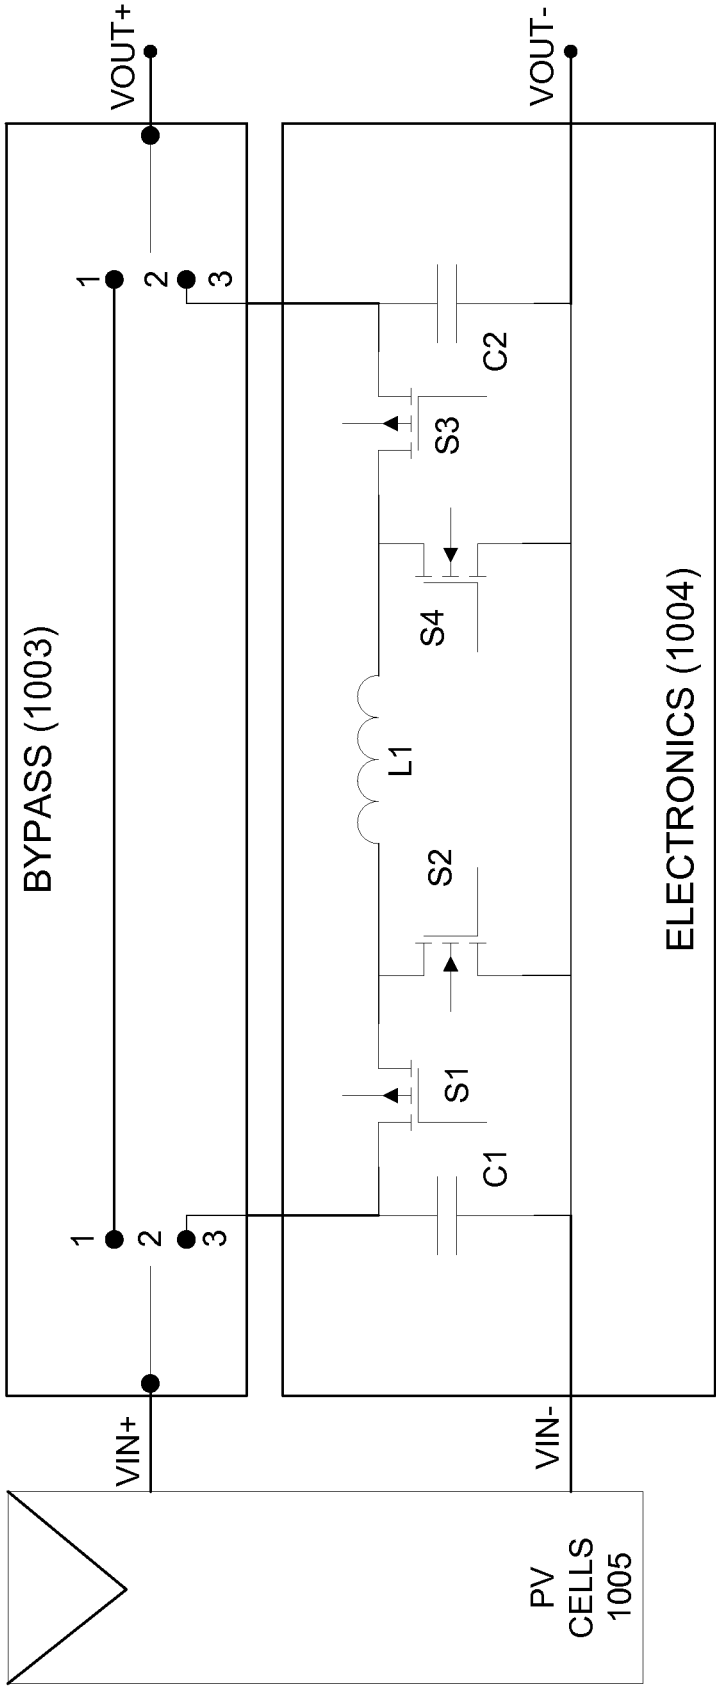 BYPASS (1003)
VIN+
VOUT+
1
2
3
1
2
3
L1
S1
S2
S4
S3
C1
C2
VIN-
VOUT-
PV
CELLS
1005
ELECTRONICS (1004)